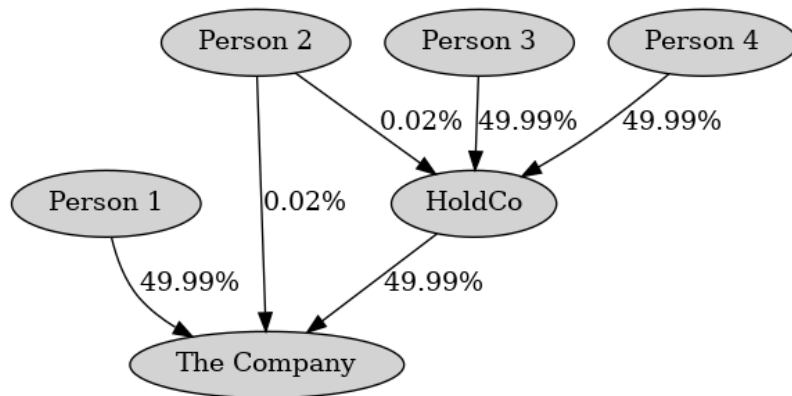 Person 2
Person 3
Person 4
0.02%
49.99%
49.99%
Person 1
0.02%
HoldCo
49.99%
49.99%
The Company